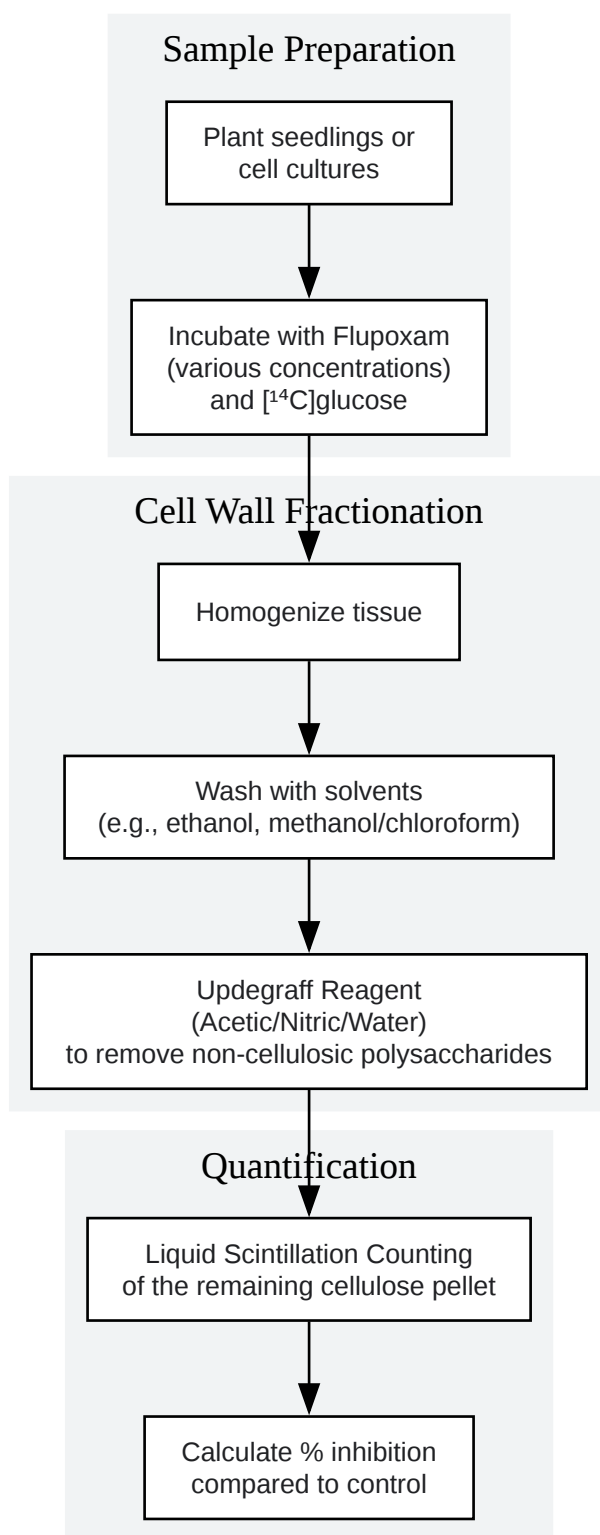 Sample Preparation
Plant seedlings or
cell cultures
Incubate with Flupoxam
(various concentrations)
and [¹⁴C]glucose
Cell Wall Fractionation
Homogenize tissue
Wash with solvents
(e.g., ethanol, methanol/chloroform)
Updegraff Reagent
(Acetic/Nitric/Water)
to remove non-cellulosic polysaccharides
Quantification
Liquid Scintillation Counting
of the remaining cellulose pellet
Calculate % inhibition
compared to control